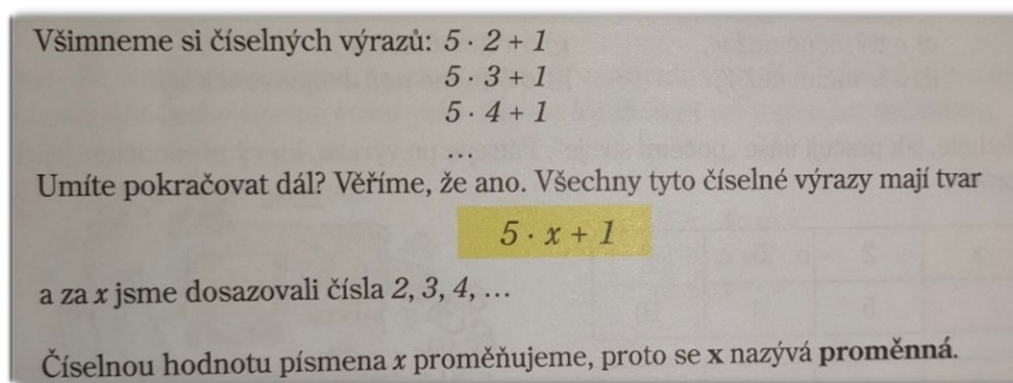 Všimneme si číselných výrazů: 5 · 2 + 1
5 · 3 + 1
5 · 4 + 1
...
Umíte pokračovat dál? Věříme, že ano. Všechny tyto číselné výrazy mají tvar
5 · x + 1
a za x jsme dosazovali čísla 2, 3, 4, ...
Číselnou hodnotu písmena x proměňujeme, proto se x nazývá proměnná.